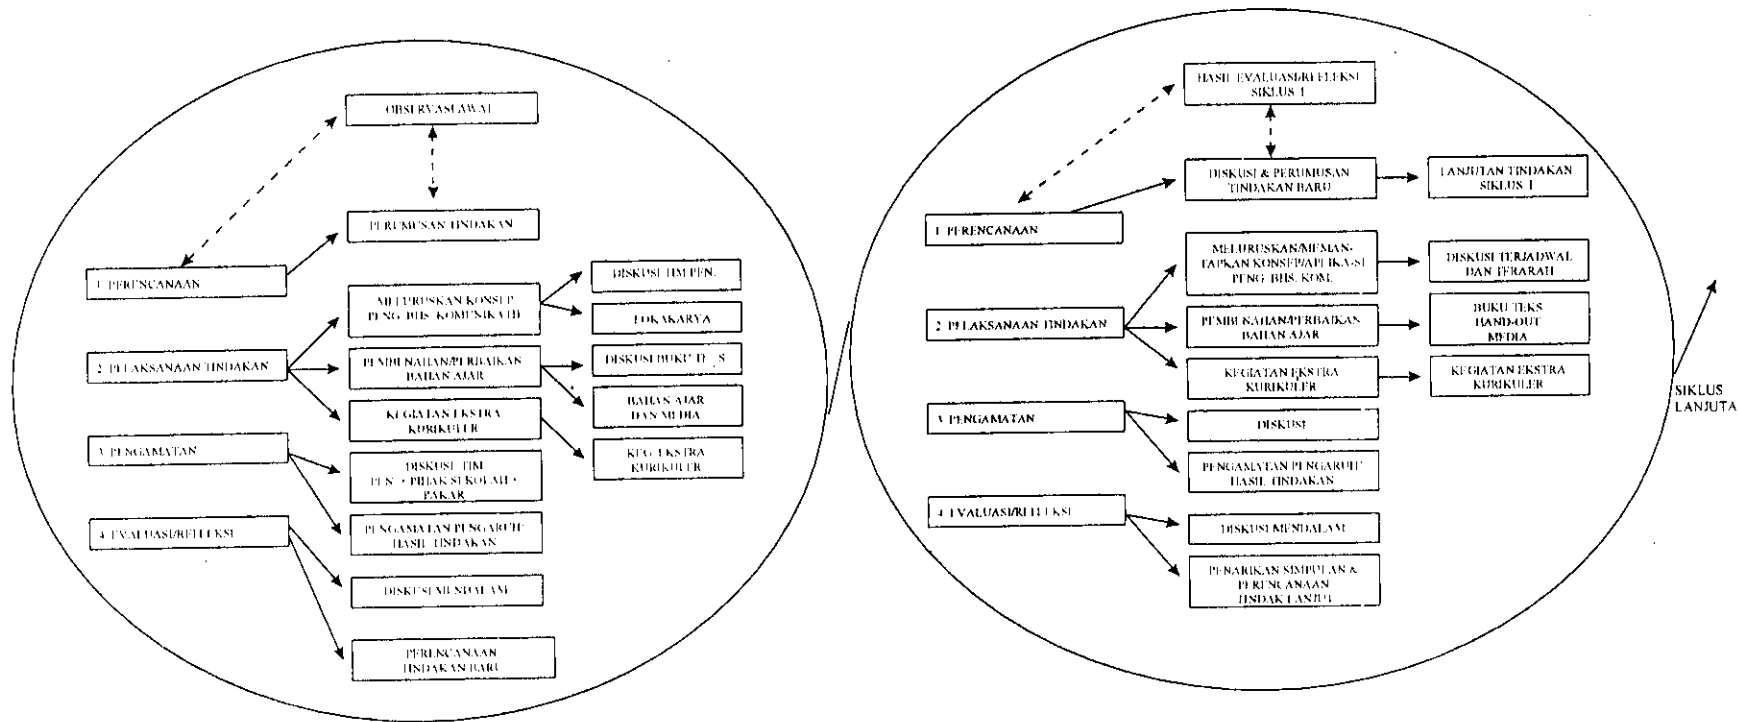 OBSERVASI AWAL
PERUMUSAN TINDAKAN
1. PERENCANAAN
MELURUSKAN KONSEP
PENG. BHS. KOMUNIKATIF
DISKUSI TIM PEN.
LOKAKARYA
2. PELAKSANAAN TINDAKAN
PEMBENAHAN/PERBAIKAN
BAHAN AJAR
DISKUSI BUKU
BAHAN AJAR
DAN MEDIA
KEGIATAN EKSTRA
KURIKULER
KEG. EKSTRA
KURIKULER
3. PENGAMATAN
DISKUSI TIM
PEN + PIHAK SEKOLAH +
PAKAR
PENGAMATAN PENGARUH/
HASIL TINDAKAN
4. EVALUASI/REFLEKSI
DISKUSI MENDALAM
PERENCANAAN
TINDAKAN BARU
HASIL EVALUASI/REFLEKSI
SIKLUS I
DISKUSI & PERUMUSAN
TINDAKAN BARU
LANJUTAN TINDAKAN
SIKLUS I
1. PERENCANAAN
MELURUSKAN/MEMAN-
TAPKAN KONSEP/APLIKA-SI
PENG. BHS. KOM.
DISKUSI TERJADWAL
DAN TERARAH
2. PELAKSANAAN TINDAKAN
PEMBENAHAN/PERBAIKAN
BAHAN AJAR
BUKU TEKS
HAND-OUT
MEDIA
KEGIATAN EKSTRA
KURIKULER
KEGIATAN EKSTRA
KURIKULER
3. PENGAMATAN
DISKUSI
PENGAMATAN PENGARUH/
HASIL TINDAKAN
4. EVALUASI/REFLEKSI
DISKUSI MENDALAM
PENARIKAN SIMPULAN &
PERENCANAAN
TINDAK LANJUT
SIKLUS
LANJUTA